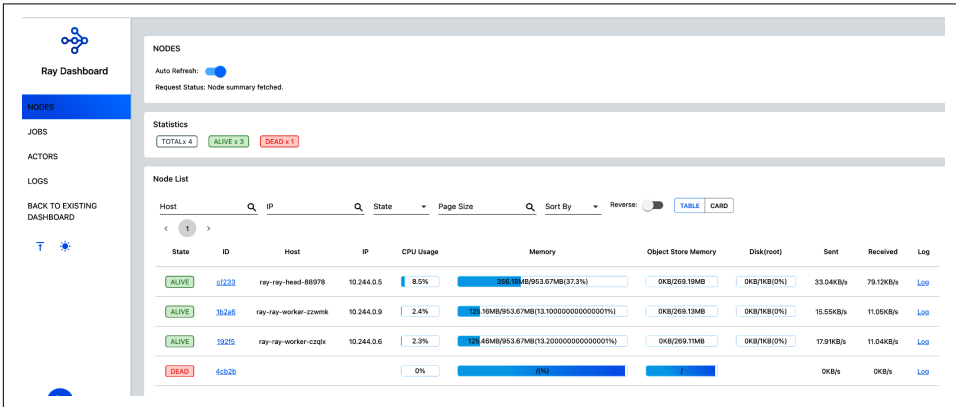 Ray Dashboard
NODES
JOBS
ACTORS
LOGS
BACK TO EXISTING
DASHBOARD
NODES
Auto Refresh:
Request Status: Node summary fetched.
Statistics
TOTALx 4 ALIVE x 3 DEAD x 1
Node List
Host IP State Page Size Sort By Reverse: TABLE CARD
< 1 >
State ID Host IP CPU Usage Memory Object Store Memory Disk(root) Sent Received Log
ALIVE cf233 ray-ray-head-88978 10.244.0.5 8.5% 356.18MB/953.67MB(37.3%) 0KB/269.19MB 0KB/1KB(0%) 33.04KB/s 79.12KB/s Log
ALIVE 1b2a6 ray-ray-worker-zzwmk 10.244.0.9 2.4% 125.16MB/953.67MB(13.100000000000001%) 0KB/269.13MB 0KB/1KB(0%) 15.55KB/s 11.05KB/s Log
ALIVE 192f5 ray-ray-worker-czqlx 10.244.0.6 2.3% 125.46MB/953.67MB(13.200000000000001%) 0KB/269.11MB 0KB/1KB(0%) 17.91KB/s 11.04KB/s Log
DEAD 4cb2b 0% /(%) / 0KB/s 0KB/s Log